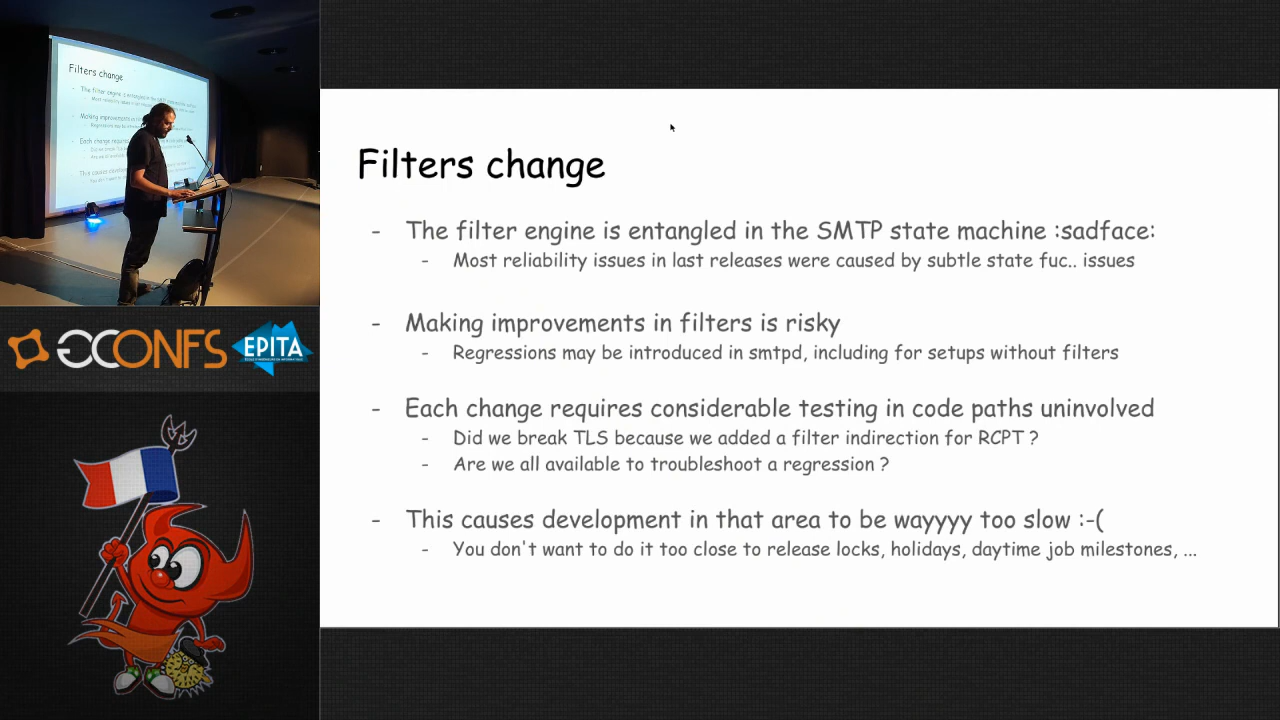 Filters change
- The filter engine is entangled in the SMTP state machine :sadface:
- Most reliability issues in last releases were caused by subtle state fuc.. issues
- Making improvements in filters is risky
- Regressions may be introduced in smtpd, including for setups without filters
- Each change requires considerable testing in code paths uninvolved
- Did we break TLS because we added a filter indirection for RCPT ?
- Are we all available to troubleshoot a regression ?
- This causes development in that area to be wayyyy too slow :-(
- You don't want to do it too close to release locks, holidays, daytime job milestones, ...
Filters change
GCONFS
EPITA